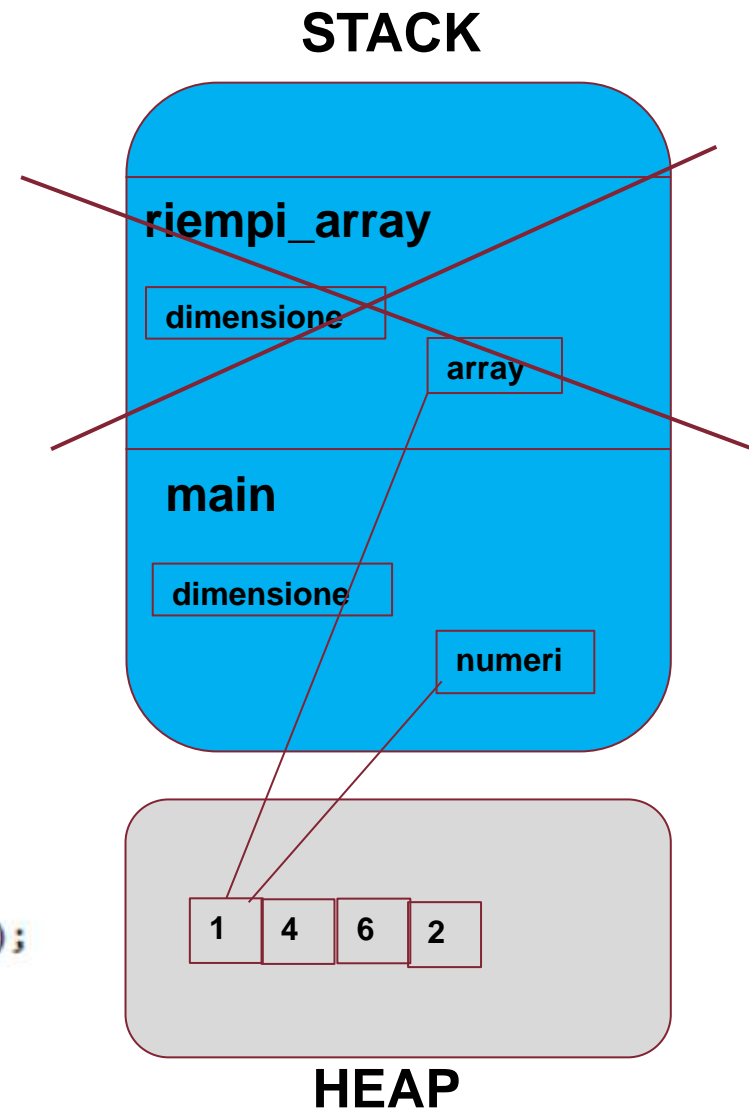 STACK
riempi_array
dimensione
array
main
dimensione
numeri
);
1 4 6 2
HEAP